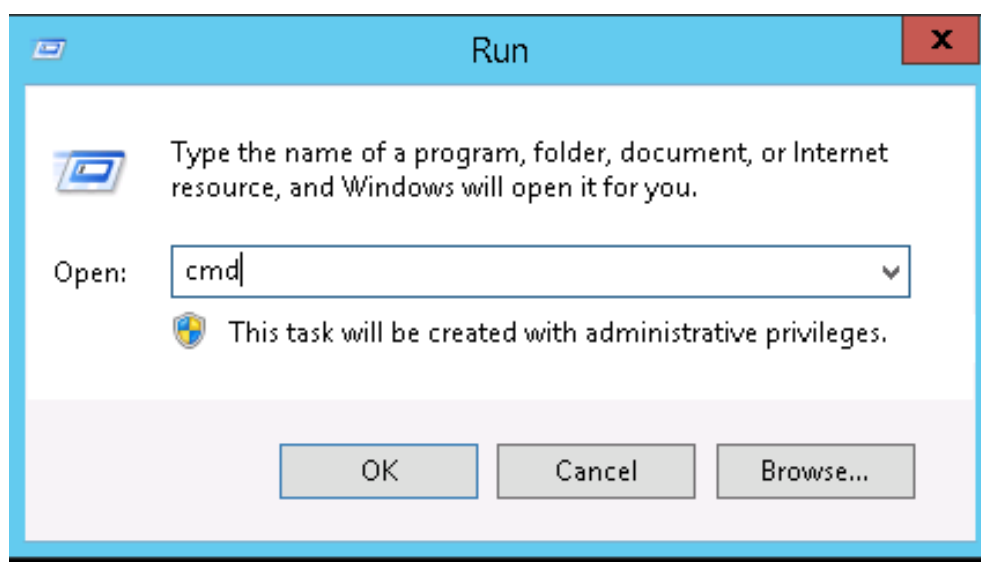 Run
x
Type the name of a program, folder, document, or Internet
resource, and Windows will open it for you.
Open: cmd
This task will be created with administrative privileges.
OK Cancel Browse...